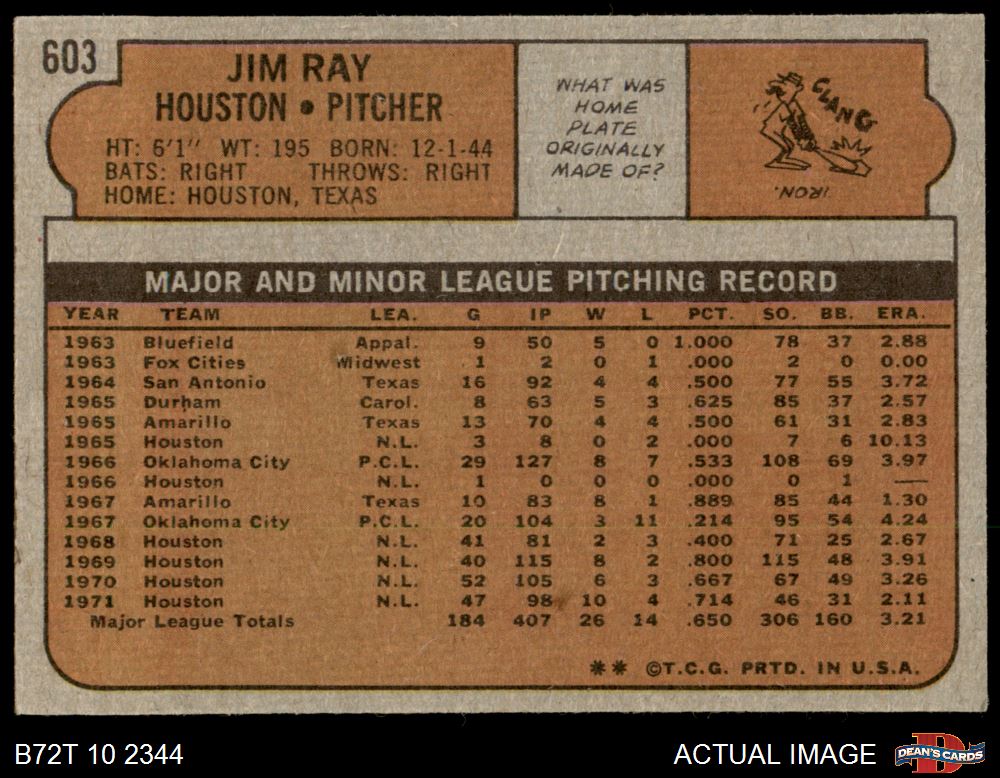 603
JIM RAY
HOUSTON • PITCHER
HT: 6'1" WT: 195 BORN: 12-1-44
BATS: RIGHT THROWS: RIGHT
HOME: HOUSTON, TEXAS
WHAT WAS
HOME
PLATE
ORIGINALLY
MADE OF?
CLANG
IRON.
MAJOR AND MINOR LEAGUE PITCHING RECORD
YEAR TEAM LEA. G IP W L PCT. SO. BB. ERA.
1963 Bluefield Appal. 9 50 5 0 1.000 78 37 2.88
1963 Fox Cities Midwest 1 2 0 1 .000 2 0 0.00
1964 San Antonio Texas 16 92 4 4 .500 77 55 3.72
1965 Durham Carol. 8 63 5 3 .625 85 37 2.57
1965 Amarillo Texas 13 70 4 4 .500 61 31 2.83
1965 Houston N.L. 3 8 0 2 .000 7 6 10.13
1966 Oklahoma City P.C.L. 29 127 8 7 .533 108 69 3.97
1966 Houston N.L. 1 0 0 0 .000 0 1 —
1967 Amarillo Texas 10 83 8 1 .889 85 44 1.30
1967 Oklahoma City P.C.L. 20 104 3 11 .214 95 54 4.24
1968 Houston N.L. 41 81 2 3 .400 71 25 2.67
1969 Houston N.L. 40 115 8 2 .800 115 48 3.91
1970 Houston N.L. 52 105 6 3 .667 67 49 3.26
1971 Houston N.L. 47 98 10 4 .714 46 31 2.11
Major League Totals 184 407 26 14 .650 306 160 3.21
** ©T.C.G. PRTD. IN U.S.A.
B72T 10 2344 ACTUAL IMAGE DEAN'S CARDS